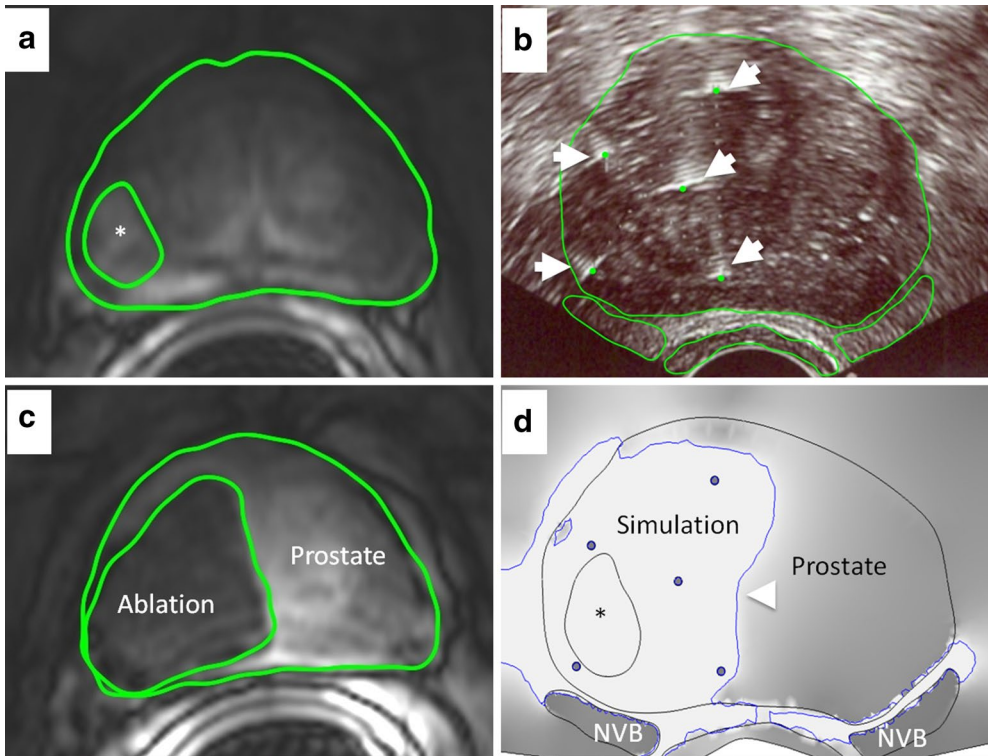 a
*
b
c
Prostate
Ablation
d
Simulation
Prostate
*
NVB
NVB